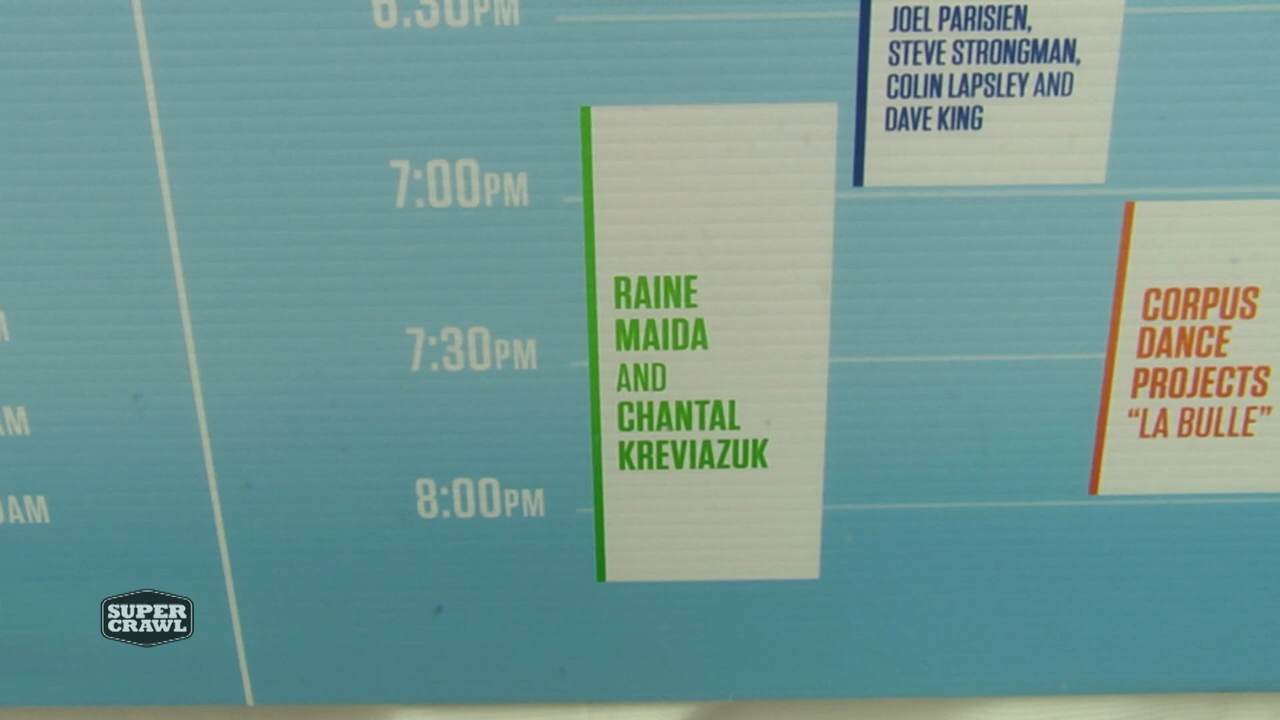 6:30PM
JOEL PARISIEN,
STEVE STRONGMAN,
COLIN LAPSLEY AND
DAVE KING
7:00PM
RAINE
MAIDA
AND
CHANTAL
KREVIAZUK
7:30PM
CORPUS
DANCE
PROJECTS
“LA BULLE”
8:00PM
AM
SUPER
CRAWL